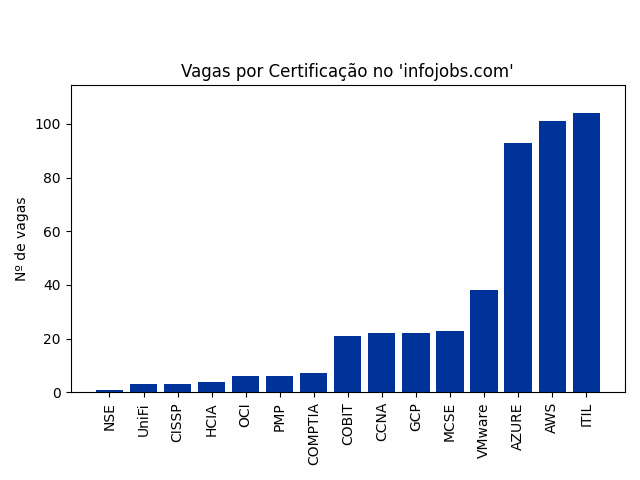 Vagas por Certificação no 'infojobs.com'
Nº de vagas
100
80
60
40
20
0
NSE
UniFi
CISSP
HCIA
OCI
PMP
COMPTIA
COBIT
CCNA
GCP
MCSE
VMware
AZURE
AWS
ITIL